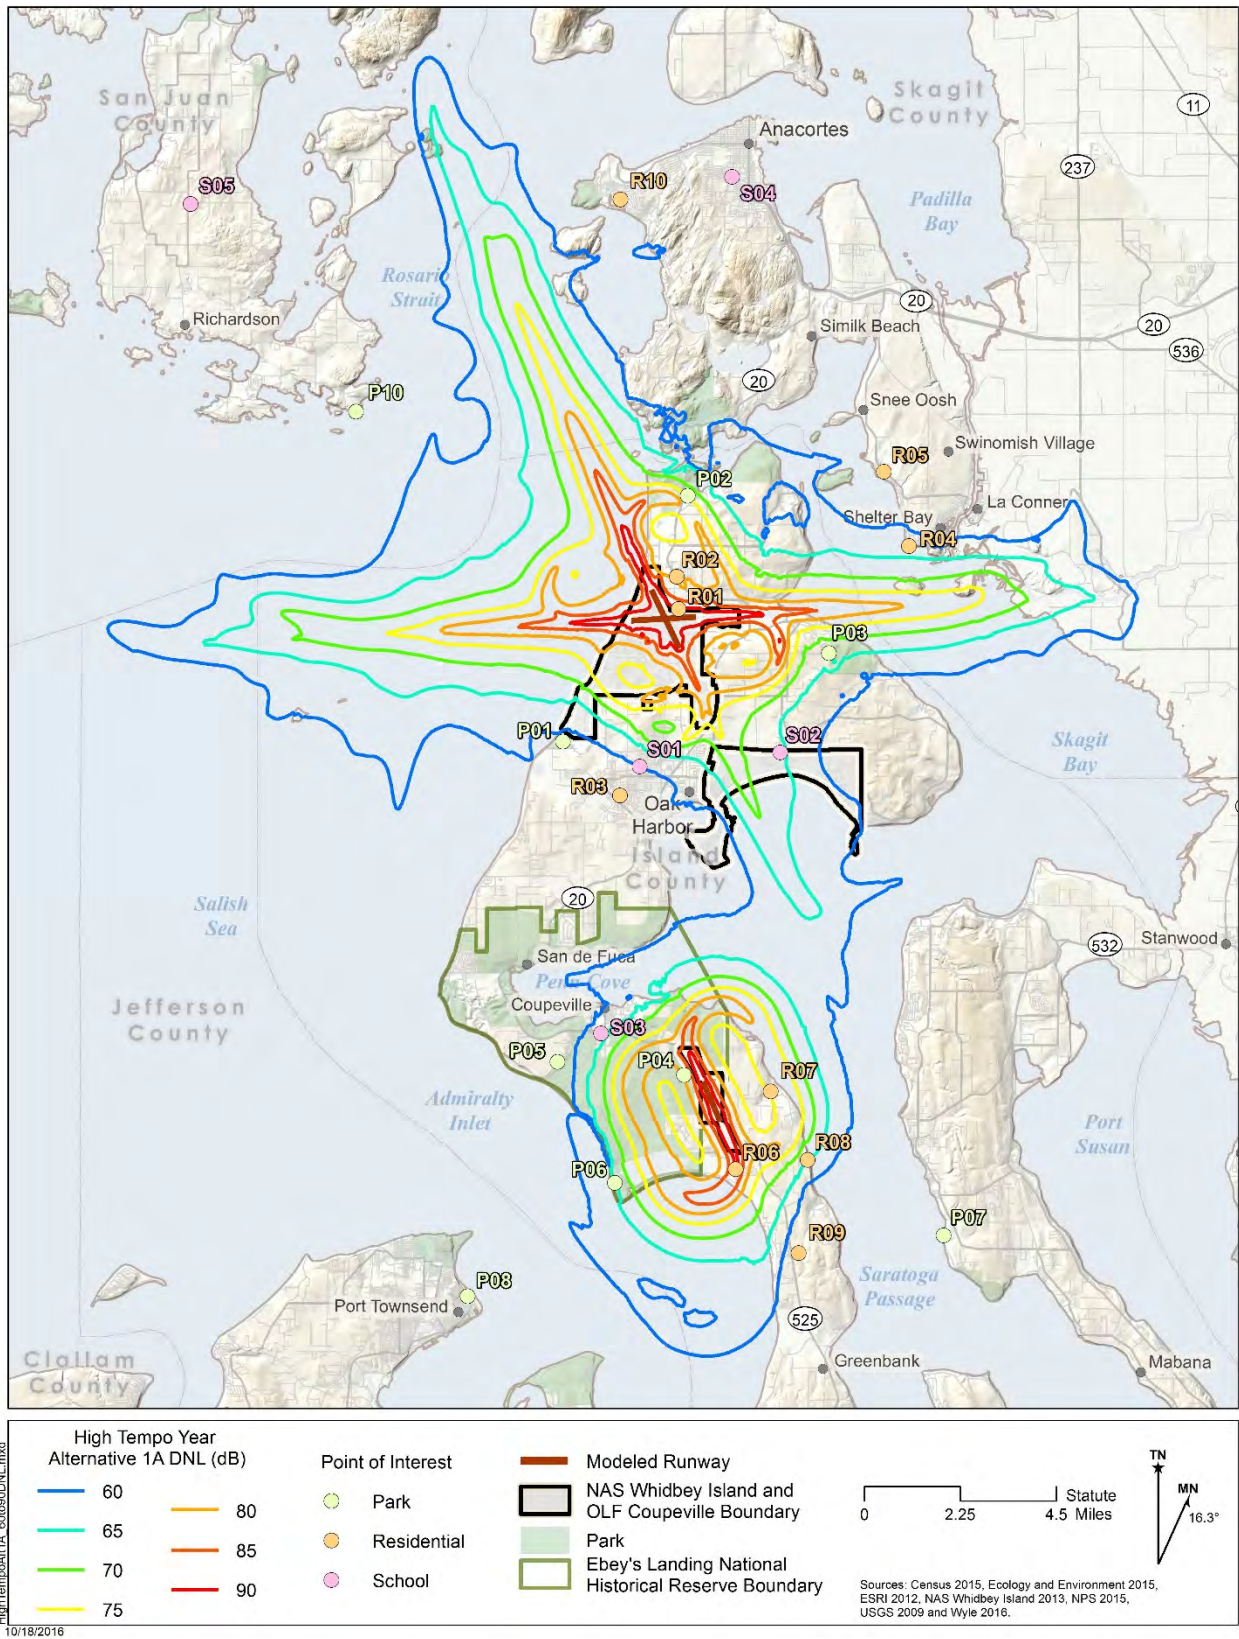 San Juan
County
Skagit
County
11
Anacortes
237
S05
R10
S04
Padilla
Bay
Rosario
Strait
Richardson
20
Similk Beach
20
536
20
P10
Snee Oosh
Swinomish Village
R05
P02
La Conner
Shelter Bay
R04
R02
R01
P03
P01
S01
S02
Skagit
Bay
R03
Oak
Harbor
Island
County
20
Salish
Sea
532
Stanwood
San de Fuca
Penn Cove
Coupeville
Jefferson
County
S03
P05
P04
R07
Admiralty
Inlet
Port
Susan
R06
R08
P06
P07
R09
Saratoga
Passage
P08
Port Townsend
525
Clallam
County
Greenbank
Mabana
High Tempo Year
Alternative 1A DNL (dB)
60
65
70
75
80
85
90
Point of Interest
Park
Residential
School
Modeled Runway
NAS Whidbey Island and
OLF Coupeville Boundary
Park
Ebey's Landing National
Historical Reserve Boundary
0 2.25 4.5
Statute
Miles
TN
MN
16.3°
Sources: Census 2015, Ecology and Environment 2015,
ESRI 2012, NAS Whidbey Island 2013, NPS 2015,
USGS 2009 and Wyle 2016.
10/18/2016